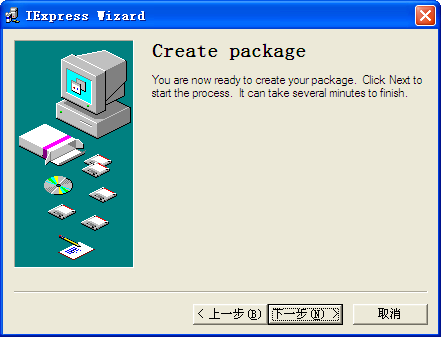 IExpress Wizard
Create package
You are now ready to create your package. Click Next to
start the process. It can take several minutes to finish.
< 上一步(B)
下一步(N) >
取消